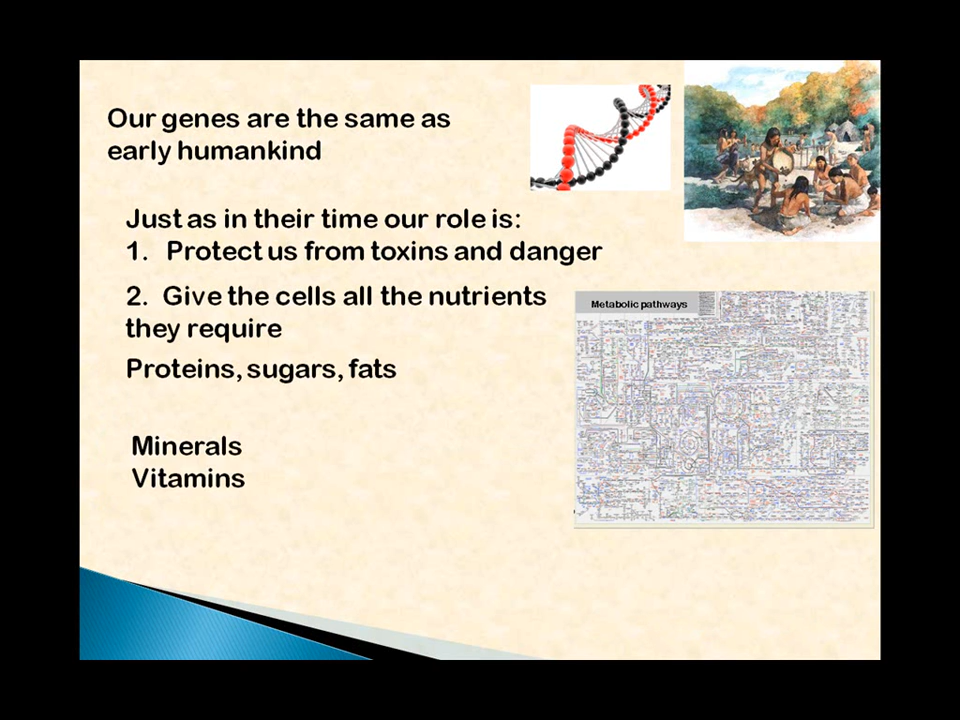 Our genes are the same as
early humankind
Just as in their time our role is:
1. Protect us from toxins and danger
2. Give the cells all the nutrients
they require
Proteins, sugars, fats
Minerals
Vitamins
Metabolic pathways